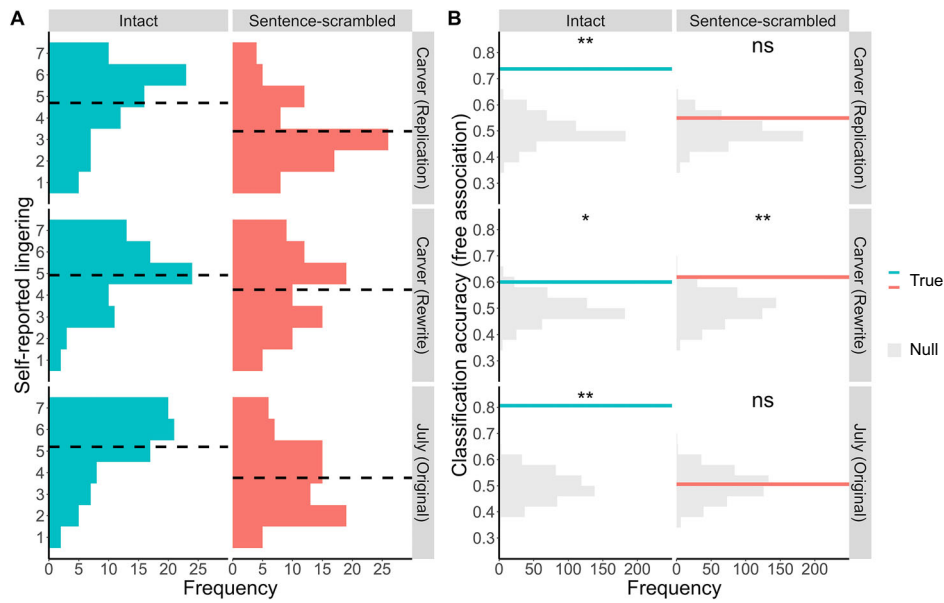 A
Intact
Sentence-scrambled
Self-reported lingering
7
6
5
4
3
2
1
Carver (Replication)
7
6
5
4
3
2
1
Carver (Rewrite)
7
6
5
4
3
2
1
July (Original)
0 5 10 15 20 25
0 5 10 15 20 25
Frequency
B
Intact
Sentence-scrambled
Classification accuracy (free association)
0.8
0.7
0.6
0.5
0.4
0.3
**
ns
Carver (Replication)
0.8
0.7
0.6
0.5
0.4
0.3
*
**
Carver (Rewrite)
0.8
0.7
0.6
0.5
0.4
0.3
**
ns
July (Original)
0 50 100 150 200
0 50 100 150 200
Frequency
True
Null